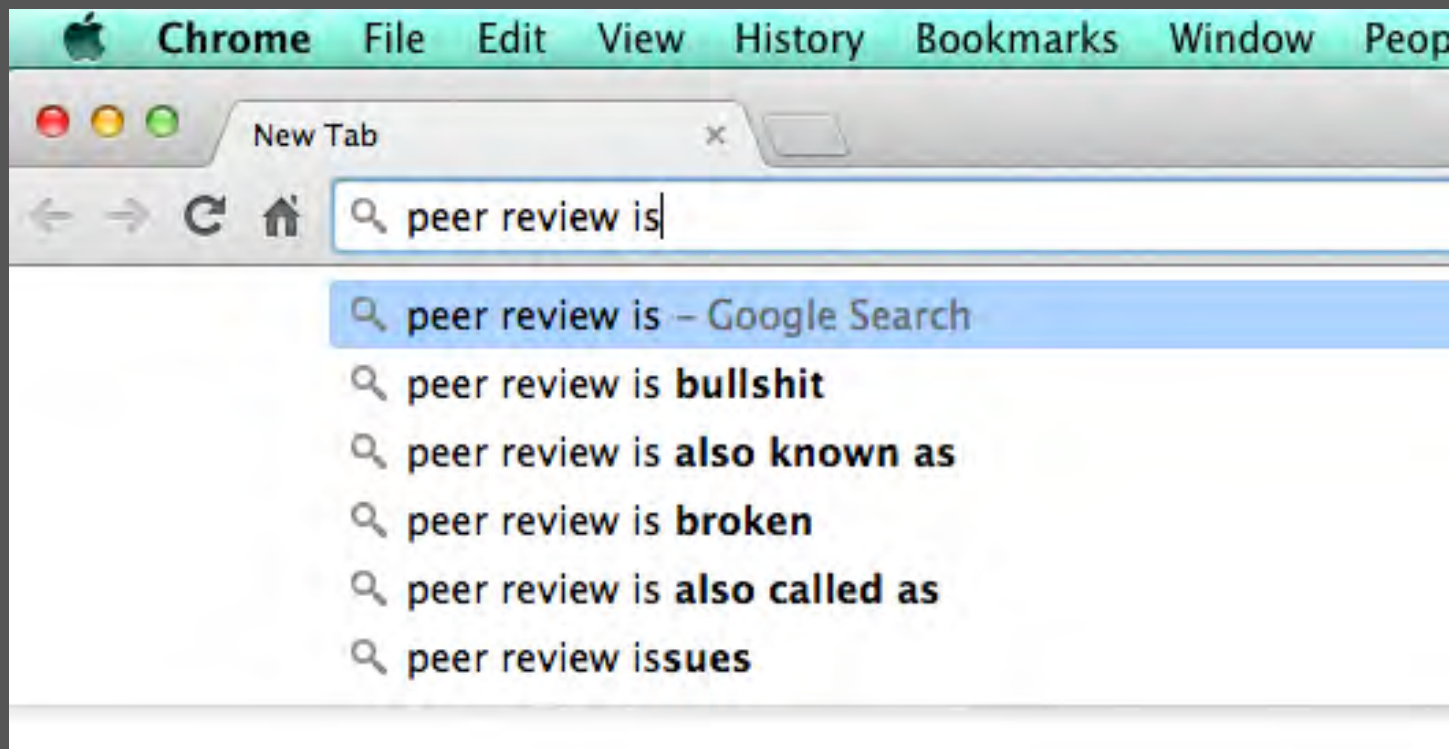 Chrome File Edit View History Bookmarks Window Peop
New Tab
peer review is
peer review is – Google Search
peer review is bullshit
peer review is also known as
peer review is broken
peer review is also called as
peer review issues